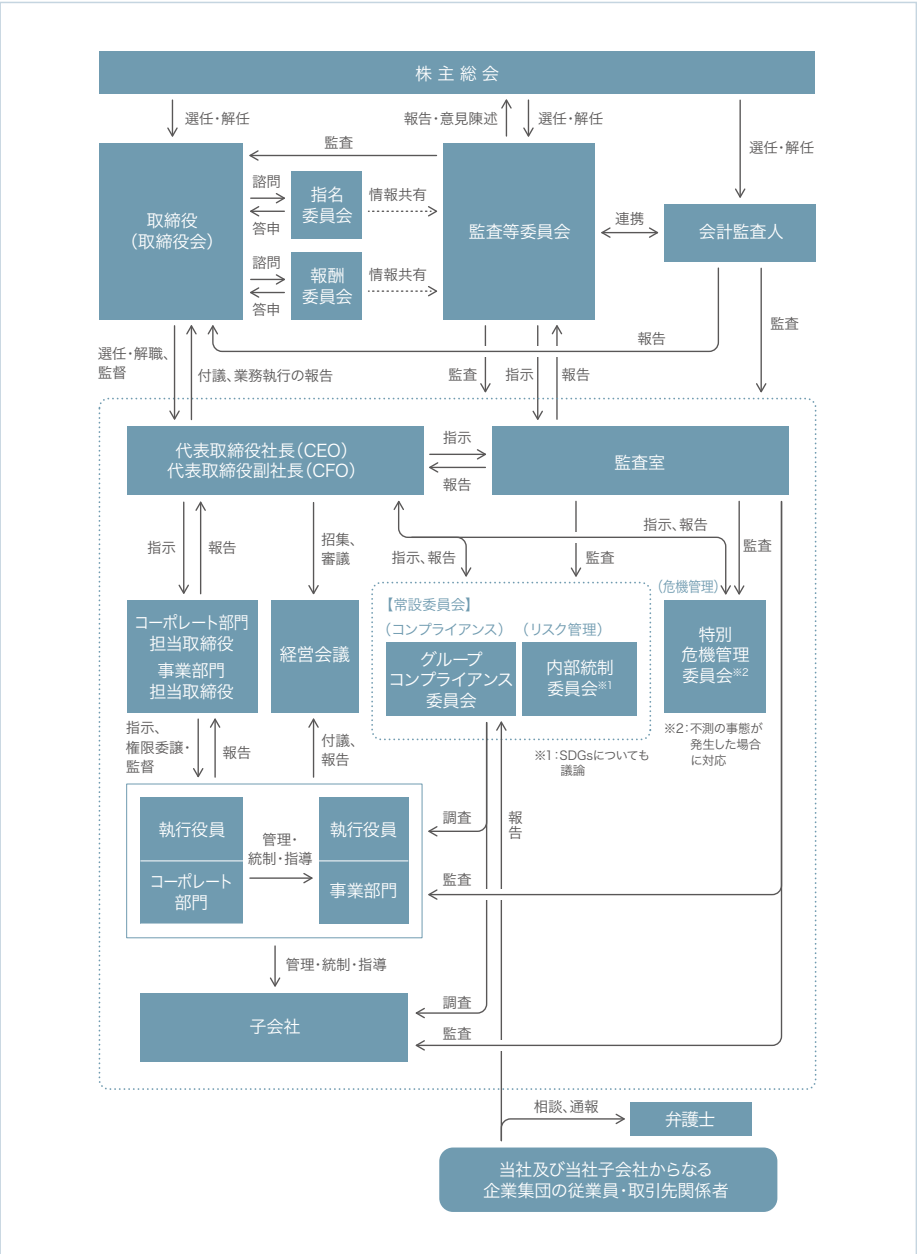 株主総会
選任・解任
報告・意見陳述
選任・解任
選任・解任
監査
取締役
（取締役会）
諮問
答申
指名
委員会
情報共有
監査等委員会
連携
会計監査人
諮問
答申
報酬
委員会
情報共有
監査
報告
選任・解職、
監督
付議、業務執行の報告
監査
指示
報告
代表取締役社長（CEO）
代表取締役副社長（CFO）
指示
報告
監査室
指示
報告
招集、
審議
指示、報告
監査
指示、報告
監査
（危機管理）
【常設委員会】
（コンプライアンス）
（リスク管理）
コーポレート部門
担当取締役
事業部門
担当取締役
経営会議
グループ
コンプライアンス
委員会
内部統制
委員会※1
特別
危機管理
委員会※2
※1：SDGsについても
議論
※2：不測の事態が
発生した場合
に対応
指示、
権限委譲・
監督
報告
付議、
報告
執行役員
コーポレート
部門
管理・
統制・指導
執行役員
事業部門
調査
報告
監査
管理・統制・指導
子会社
調査
監査
相談、通報
弁護士
当社及び当社子会社からなる
企業集団の従業員・取引先関係者